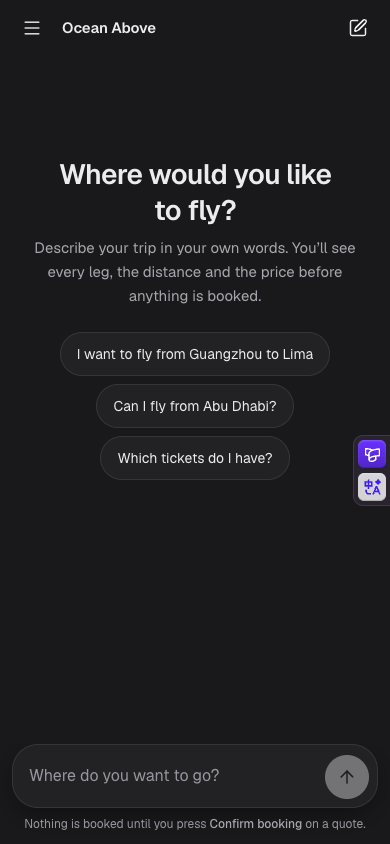 Ocean Above
Where would you like
to fly?
Describe your trip in your own words. You’ll see
every leg, the distance and the price before
anything is booked.
I want to fly from Guangzhou to Lima
Can I fly from Abu Dhabi?
Which tickets do I have?
中A
Where do you want to go?
Nothing is booked until you press Confirm booking on a quote.